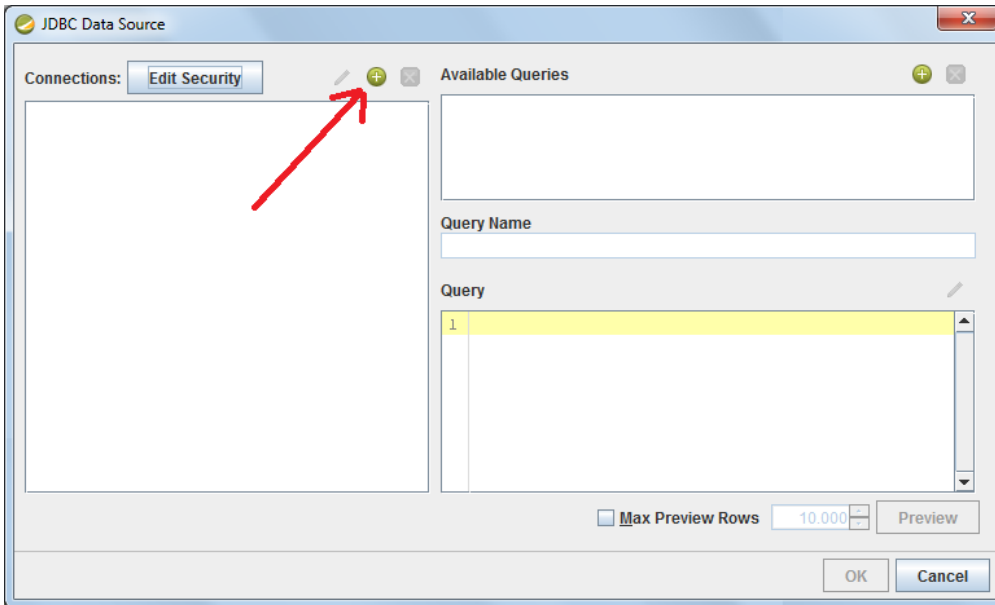 JDBC Data Source
Connections: Edit Security
Available Queries
Query Name
Query
1
Max Preview Rows 10.000 Preview
OK Cancel